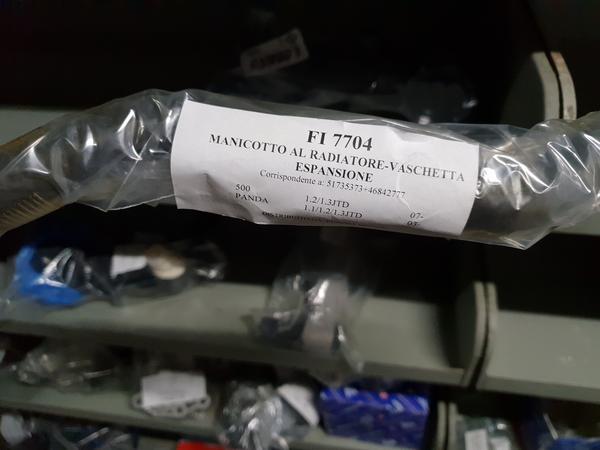 FI 7704
MANICOTTO AL RADIATORE-VASCHETTA
ESPANSIONE
Corrispondente a: 51735373+46842777
500 1.2/1.3JTD 07-
PANDA 1.1/1.2/1.3JTD 03-